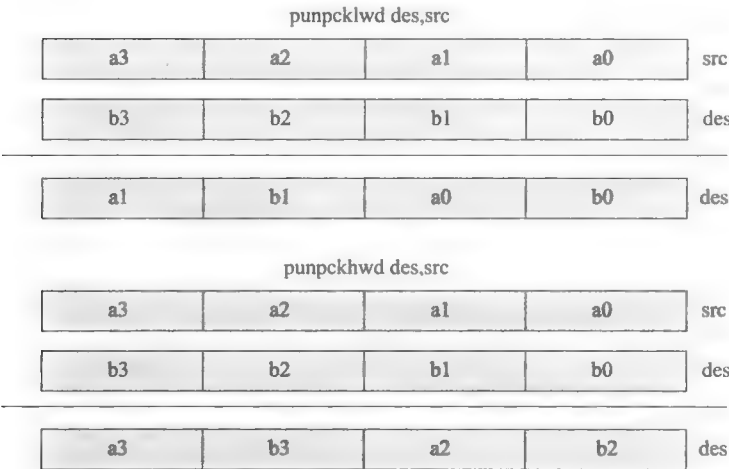 punpcklwd des,src
a3 a2 a1 a0 src
b3 b2 b1 b0 des
a1 b1 a0 b0 des
punpckhwd des,src
a3 a2 a1 a0 src
b3 b2 b1 b0 des
a3 b3 a2 b2 des